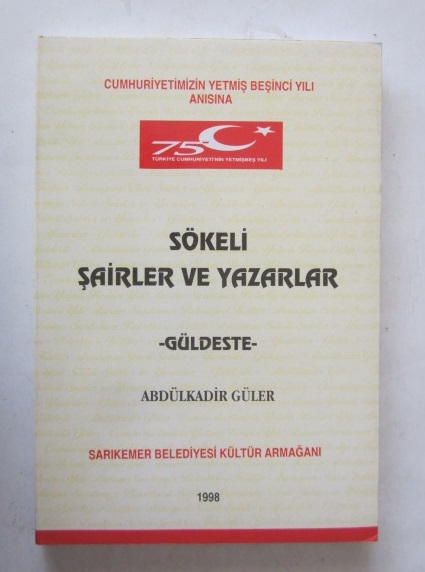 CUMHURİYETİMİZİN YETMİŞ BEŞİNCİ YILI
ANISINA
75
TÜRKİYE CUMHURİYETİ'NİN YETMİŞBEŞ YILI
SÖKELİ
ŞAİRLER VE YAZARLAR
-GÜLDESTE-
ABDÜLKADİR GÜLER
SARIKEMER BELEDİYESİ KÜLTÜR ARMAĞANI
1998